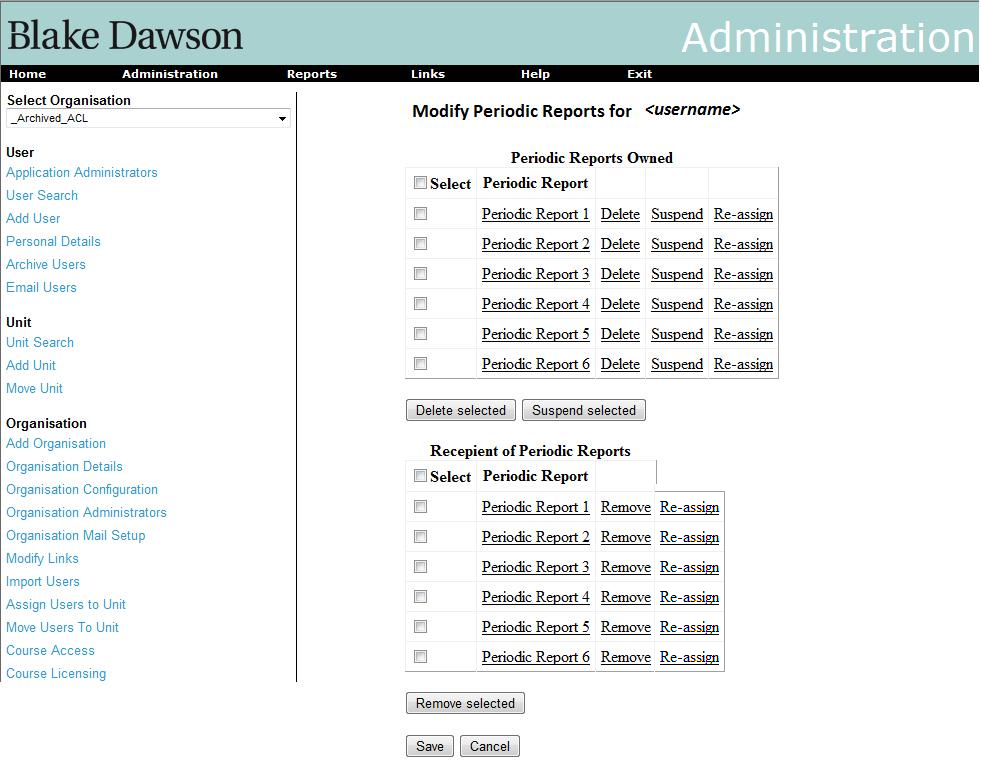 Blake Dawson
Administration
Home Administration Reports Links Help Exit
Select Organisation
_Archived_ACL
User
Application Administrators
User Search
Add User
Personal Details
Archive Users
Email Users
Unit
Unit Search
Add Unit
Move Unit
Organisation
Add Organisation
Organisation Details
Organisation Configuration
Organisation Administrators
Organisation Mail Setup
Modify Links
Import Users
Assign Users to Unit
Move Users To Unit
Course Access
Course Licensing
Modify Periodic Reports for <username>
Periodic Reports Owned
Select Periodic Report
Periodic Report 1 Delete Suspend Re-assign
Periodic Report 2 Delete Suspend Re-assign
Periodic Report 3 Delete Suspend Re-assign
Periodic Report 4 Delete Suspend Re-assign
Periodic Report 5 Delete Suspend Re-assign
Periodic Report 6 Delete Suspend Re-assign
Delete selected Suspend selected
Recepient of Periodic Reports
Select Periodic Report
Periodic Report 1 Remove Re-assign
Periodic Report 2 Remove Re-assign
Periodic Report 3 Remove Re-assign
Periodic Report 4 Remove Re-assign
Periodic Report 5 Remove Re-assign
Periodic Report 6 Remove Re-assign
Remove selected
Save Cancel